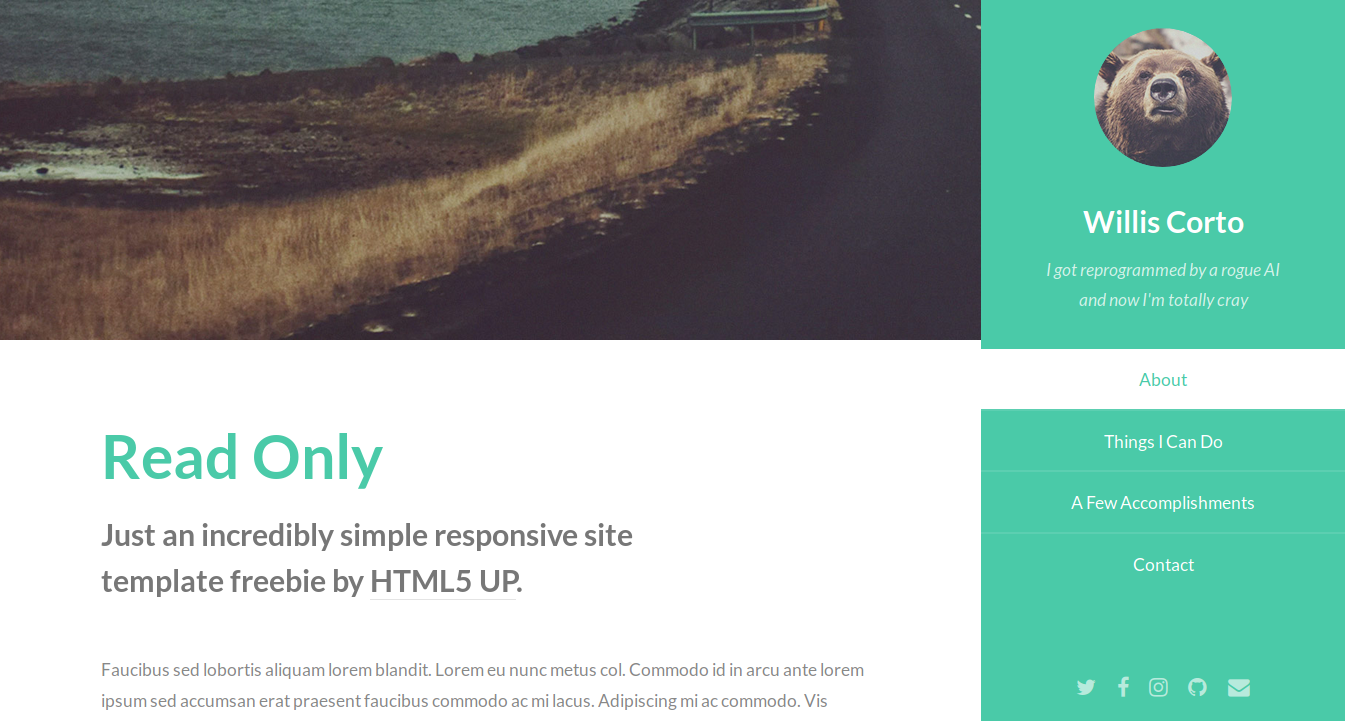 Read Only
Just an incredibly simple responsive site
template freebie by HTML5 UP.
Faucibus sed lobortis aliquam lorem blandit. Lorem eu nunc metus col. Commodo id in arcu ante lorem
ipsum sed accumsan erat praesent faucibus commodo ac mi lacus. Adipiscing mi ac commodo. Vis
Willis Corto
I got reprogrammed by a rogue AI
and now I'm totally cray
About
Things I Can Do
A Few Accomplishments
Contact